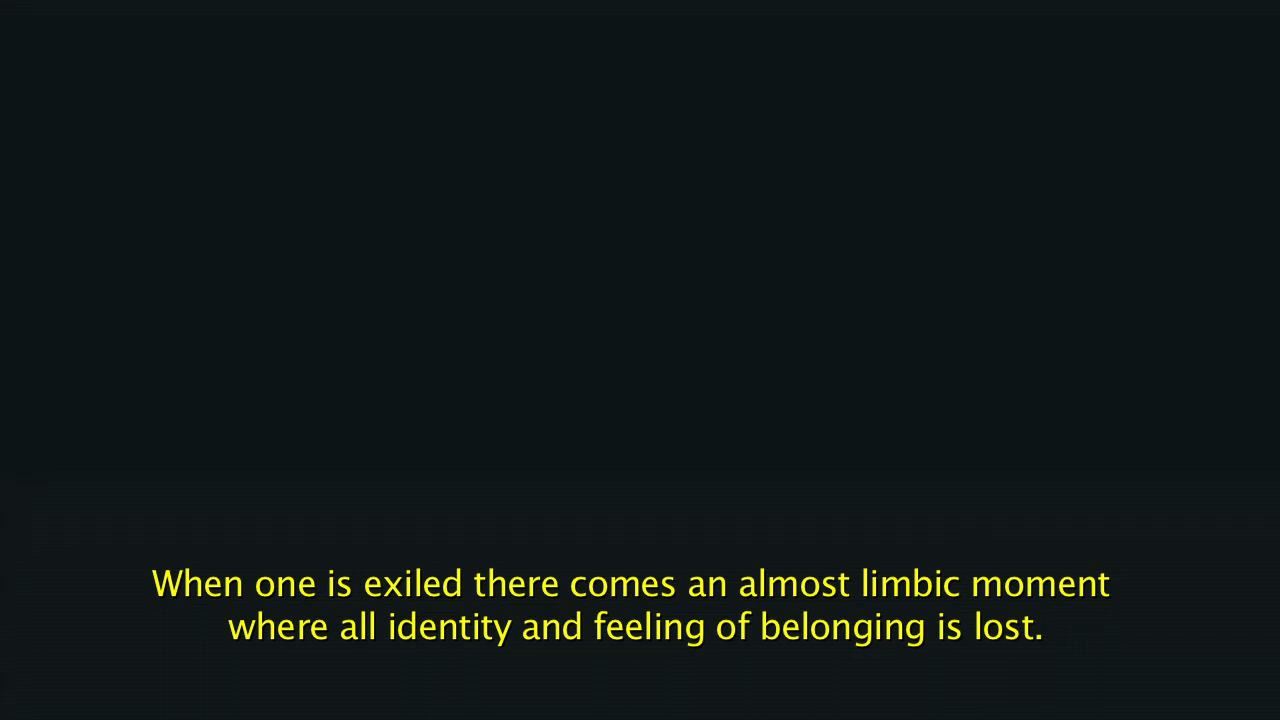 When one is exiled there comes an almost limbic moment
where all identity and feeling of belonging is lost.